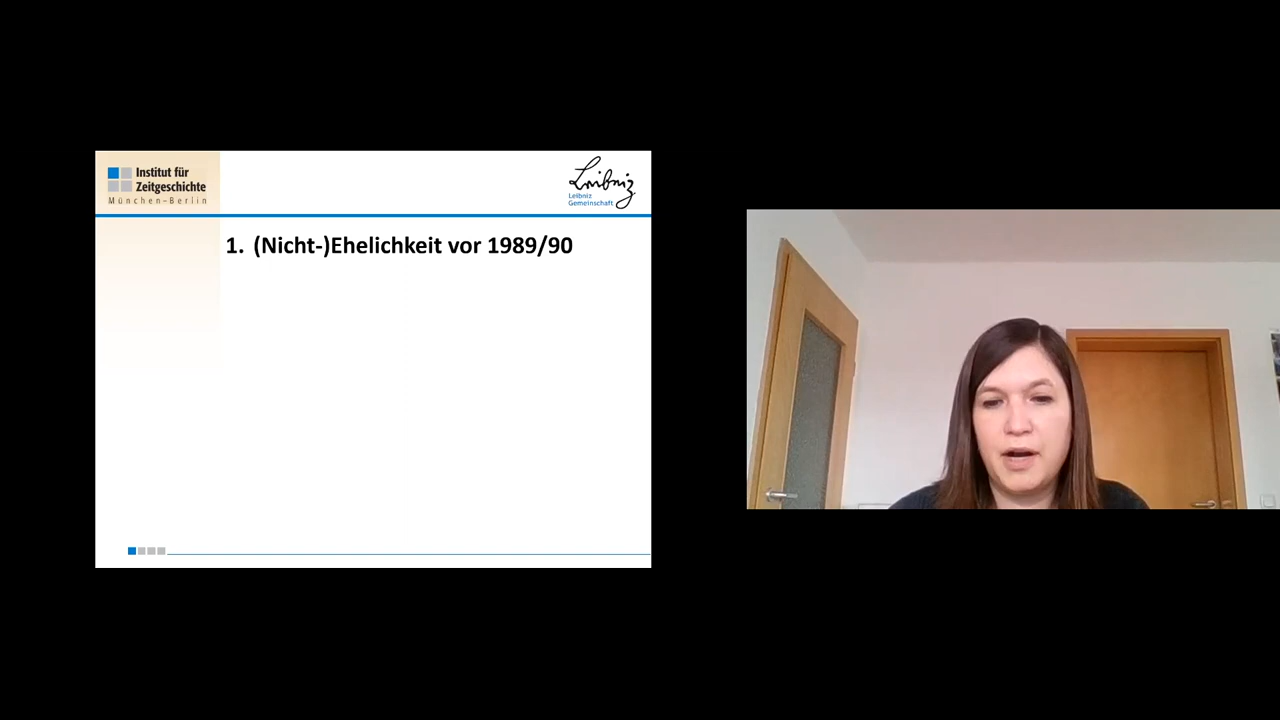 Institut für
Zeitgeschichte
München–Berlin
Leibniz
Leibniz
Gemeinschaft
1. (Nicht-)Ehelichkeit vor 1989/90